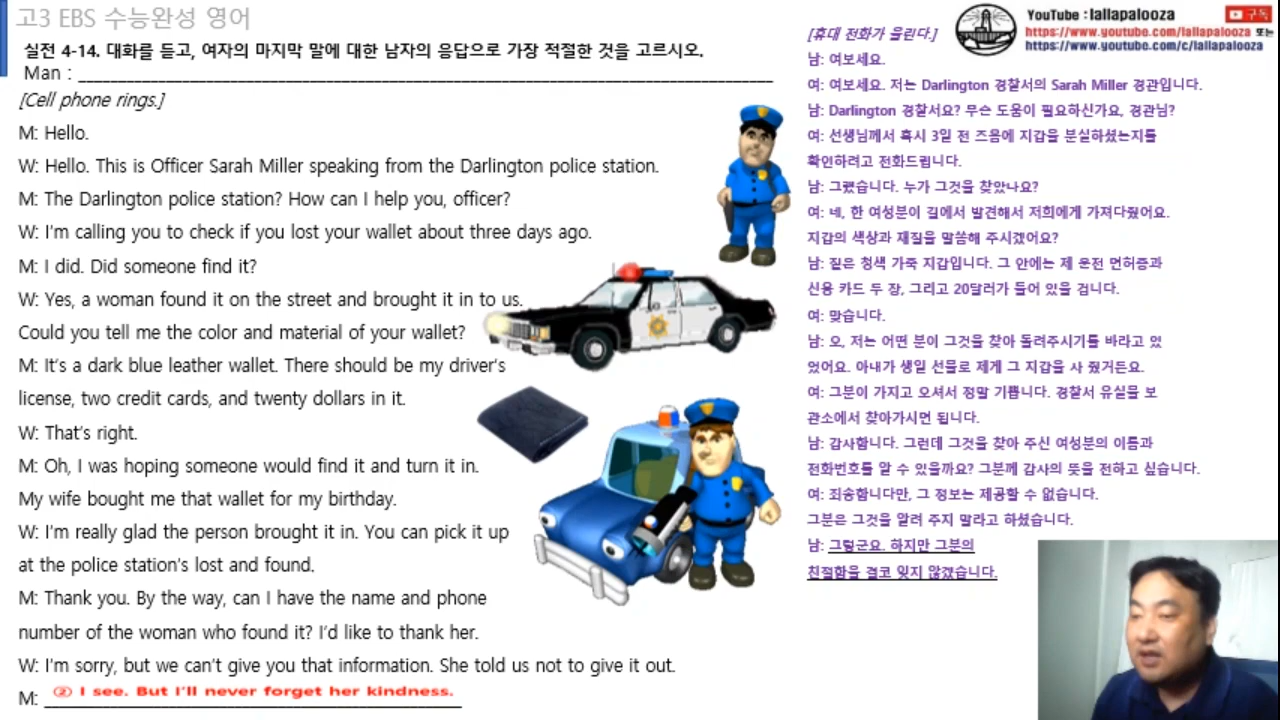 고3 EBS 수능완성 영어
실전 4-14. 대화를 듣고, 여자의 마지막 말에 대한 남자의 응답으로 가장 적절한 것을 고르시오.
Man :
[Cell phone rings.]
M: Hello.
W: Hello. This is Officer Sarah Miller speaking from the Darlington police station.
M: The Darlington police station? How can I help you, officer?
W: I'm calling you to check if you lost your wallet about three days ago.
M: I did. Did someone find it?
W: Yes, a woman found it on the street and brought it in to us.
Could you tell me the color and material of your wallet?
M: It's a dark blue leather wallet. There should be my driver's
license, two credit cards, and twenty dollars in it.
W: That's right.
M: Oh, I was hoping someone would find it and turn it in.
My wife bought me that wallet for my birthday.
W: I'm really glad the person brought it in. You can pick it up
at the police station's lost and found.
M: Thank you. By the way, can I have the name and phone
number of the woman who found it? I'd like to thank her.
W: I'm sorry, but we can't give you that information. She told us not to give it out.
M: ② I see. But I'll never forget her kindness.
[휴대 전화가 울린다.]
남: 여보세요.
여: 여보세요. 저는 Darlington 경찰서의 Sarah Miller 경관입니다.
남: Darlington 경찰서요? 무슨 도움이 필요하신가요, 경관님?
여: 선생님께서 혹시 3일 전 즈음에 지갑을 분실하셨는지를
확인하려고 전화드립니다.
남: 그랬습니다. 누가 그것을 찾았나요?
여: 네, 한 여성분이 길에서 발견해서 저희에게 가져다줬어요.
지갑의 색상과 재질을 말씀해 주시겠어요?
남: 짙은 청색 가죽 지갑입니다. 그 안에는 제 운전 면허증과
신용 카드 두 장, 그리고 20달러가 들어 있을 겁니다.
여: 맞습니다.
남: 오, 저는 어떤 분이 그것을 찾아 돌려주시기를 바라고 있
었어요. 아내가 생일 선물로 제게 그 지갑을 사 줬거든요.
여: 그분이 가지고 오셔서 정말 기쁩니다. 경찰서 유실물 보
관소에서 찾아가시면 됩니다.
남: 감사합니다. 그런데 그것을 찾아 주신 여성분의 이름과
전화번호를 알 수 있을까요? 그분께 감사의 뜻을 전하고 싶습니다.
여: 죄송합니다만, 그 정보는 제공할 수 없습니다.
그분은 그것을 알려 주지 말라고 하셨습니다.
남: 그렇군요. 하지만 그분의
친절함을 결코 잊지 않겠습니다.
YouTube : lallapalooza
구독
https://www.youtube.com/lallapalooza 또는
https://www.youtube.com/c/lallapalooza